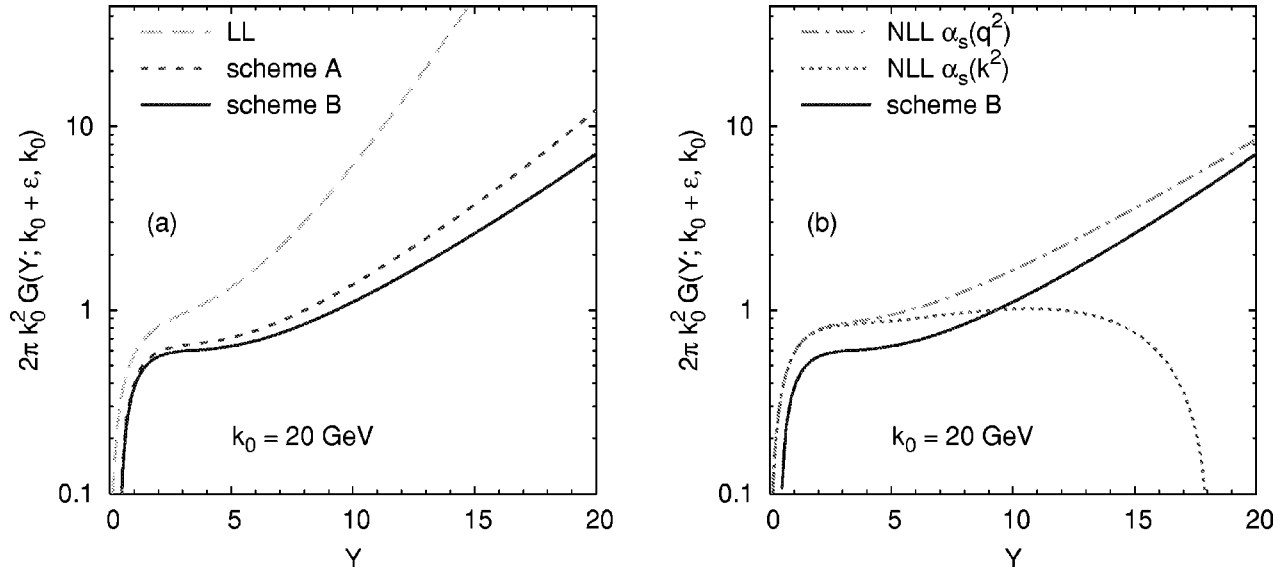 2π k₀² G(Y; k₀ + ε, k₀)
10
1
0.1
LL
scheme A
scheme B
(a)
k₀ = 20 GeV
0 5 10 15 20
Y
2π k₀² G(Y; k₀ + ε, k₀)
10
1
0.1
NLL αₛ(q²)
NLL αₛ(k²)
scheme B
(b)
k₀ = 20 GeV
0 5 10 15 20
Y